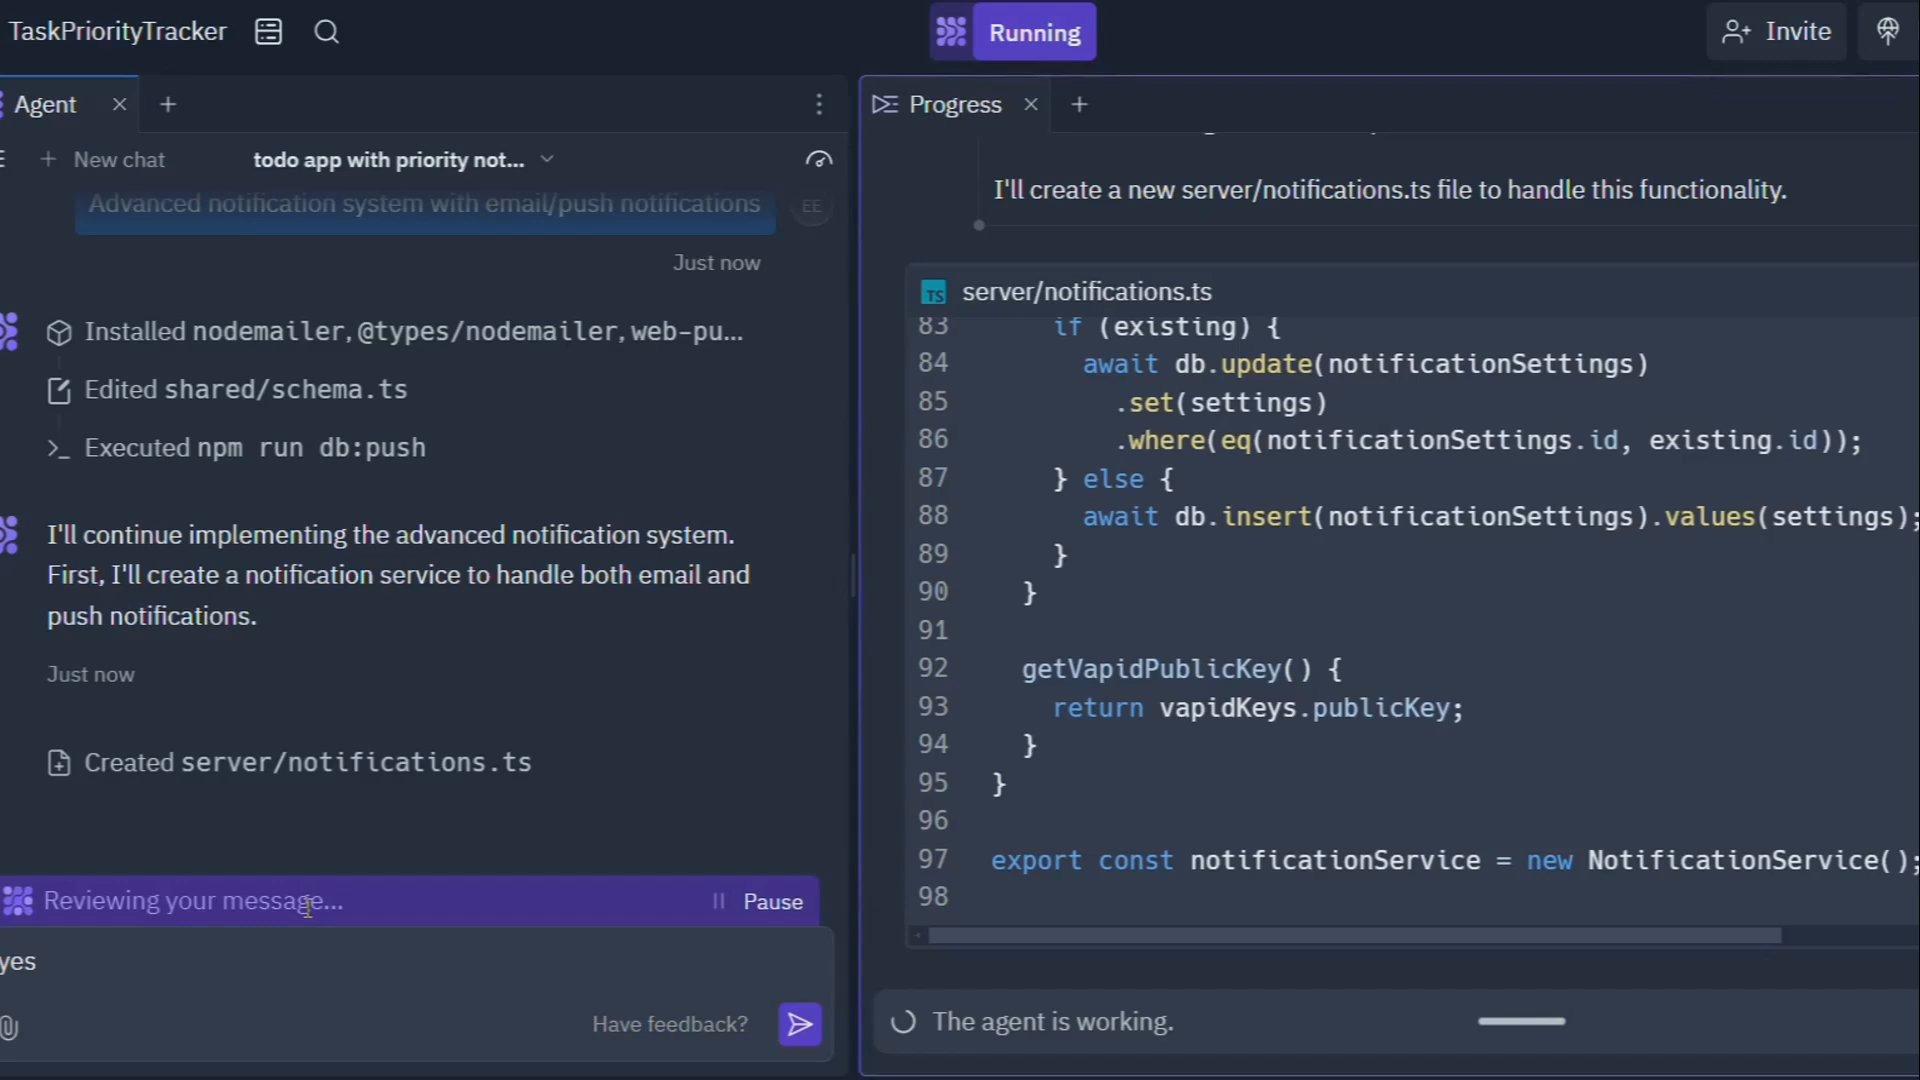 TaskPriorityTracker
Running
Invite
Agent
New chat
todo app with priority not...
Advanced notification system with email/push notifications
EE
Just now
Installed nodemailer, @types/nodemailer, web-pu...
Edited shared/schema.ts
Executed npm run db:push
I'll continue implementing the advanced notification system.
First, I'll create a notification service to handle both email and
push notifications.
Just now
Created server/notifications.ts
Reviewing your message...
Pause
yes
Have feedback?
Progress
I'll create a new server/notifications.ts file to handle this functionality.
TS server/notifications.ts
83 if (existing) {
84 await db.update(notificationSettings)
85 .set(settings)
86 .where(eq(notificationSettings.id, existing.id));
87 } else {
88 await db.insert(notificationSettings).values(settings);
89 }
90 }
91
92 getVapidPublicKey() {
93 return vapidKeys.publicKey;
94 }
95 }
96
97 export const notificationService = new NotificationService();
98
The agent is working.